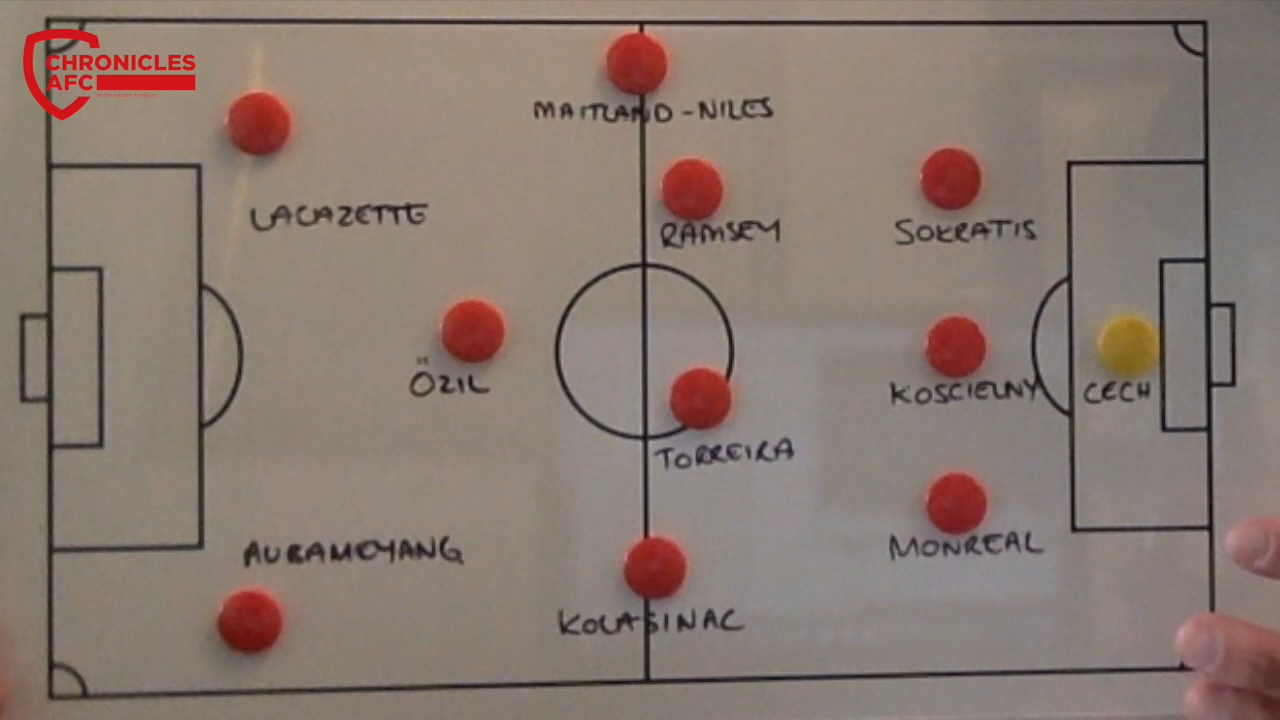 CHRONICLES
AFC
MAITLAND-NILES
LACAZETTE
RAMSEY
SOKRATIS
ÖZIL
KOSCIELNY
CECH
TORREIRA
AUBAMEYANG
MONREAL
KOLASINAC